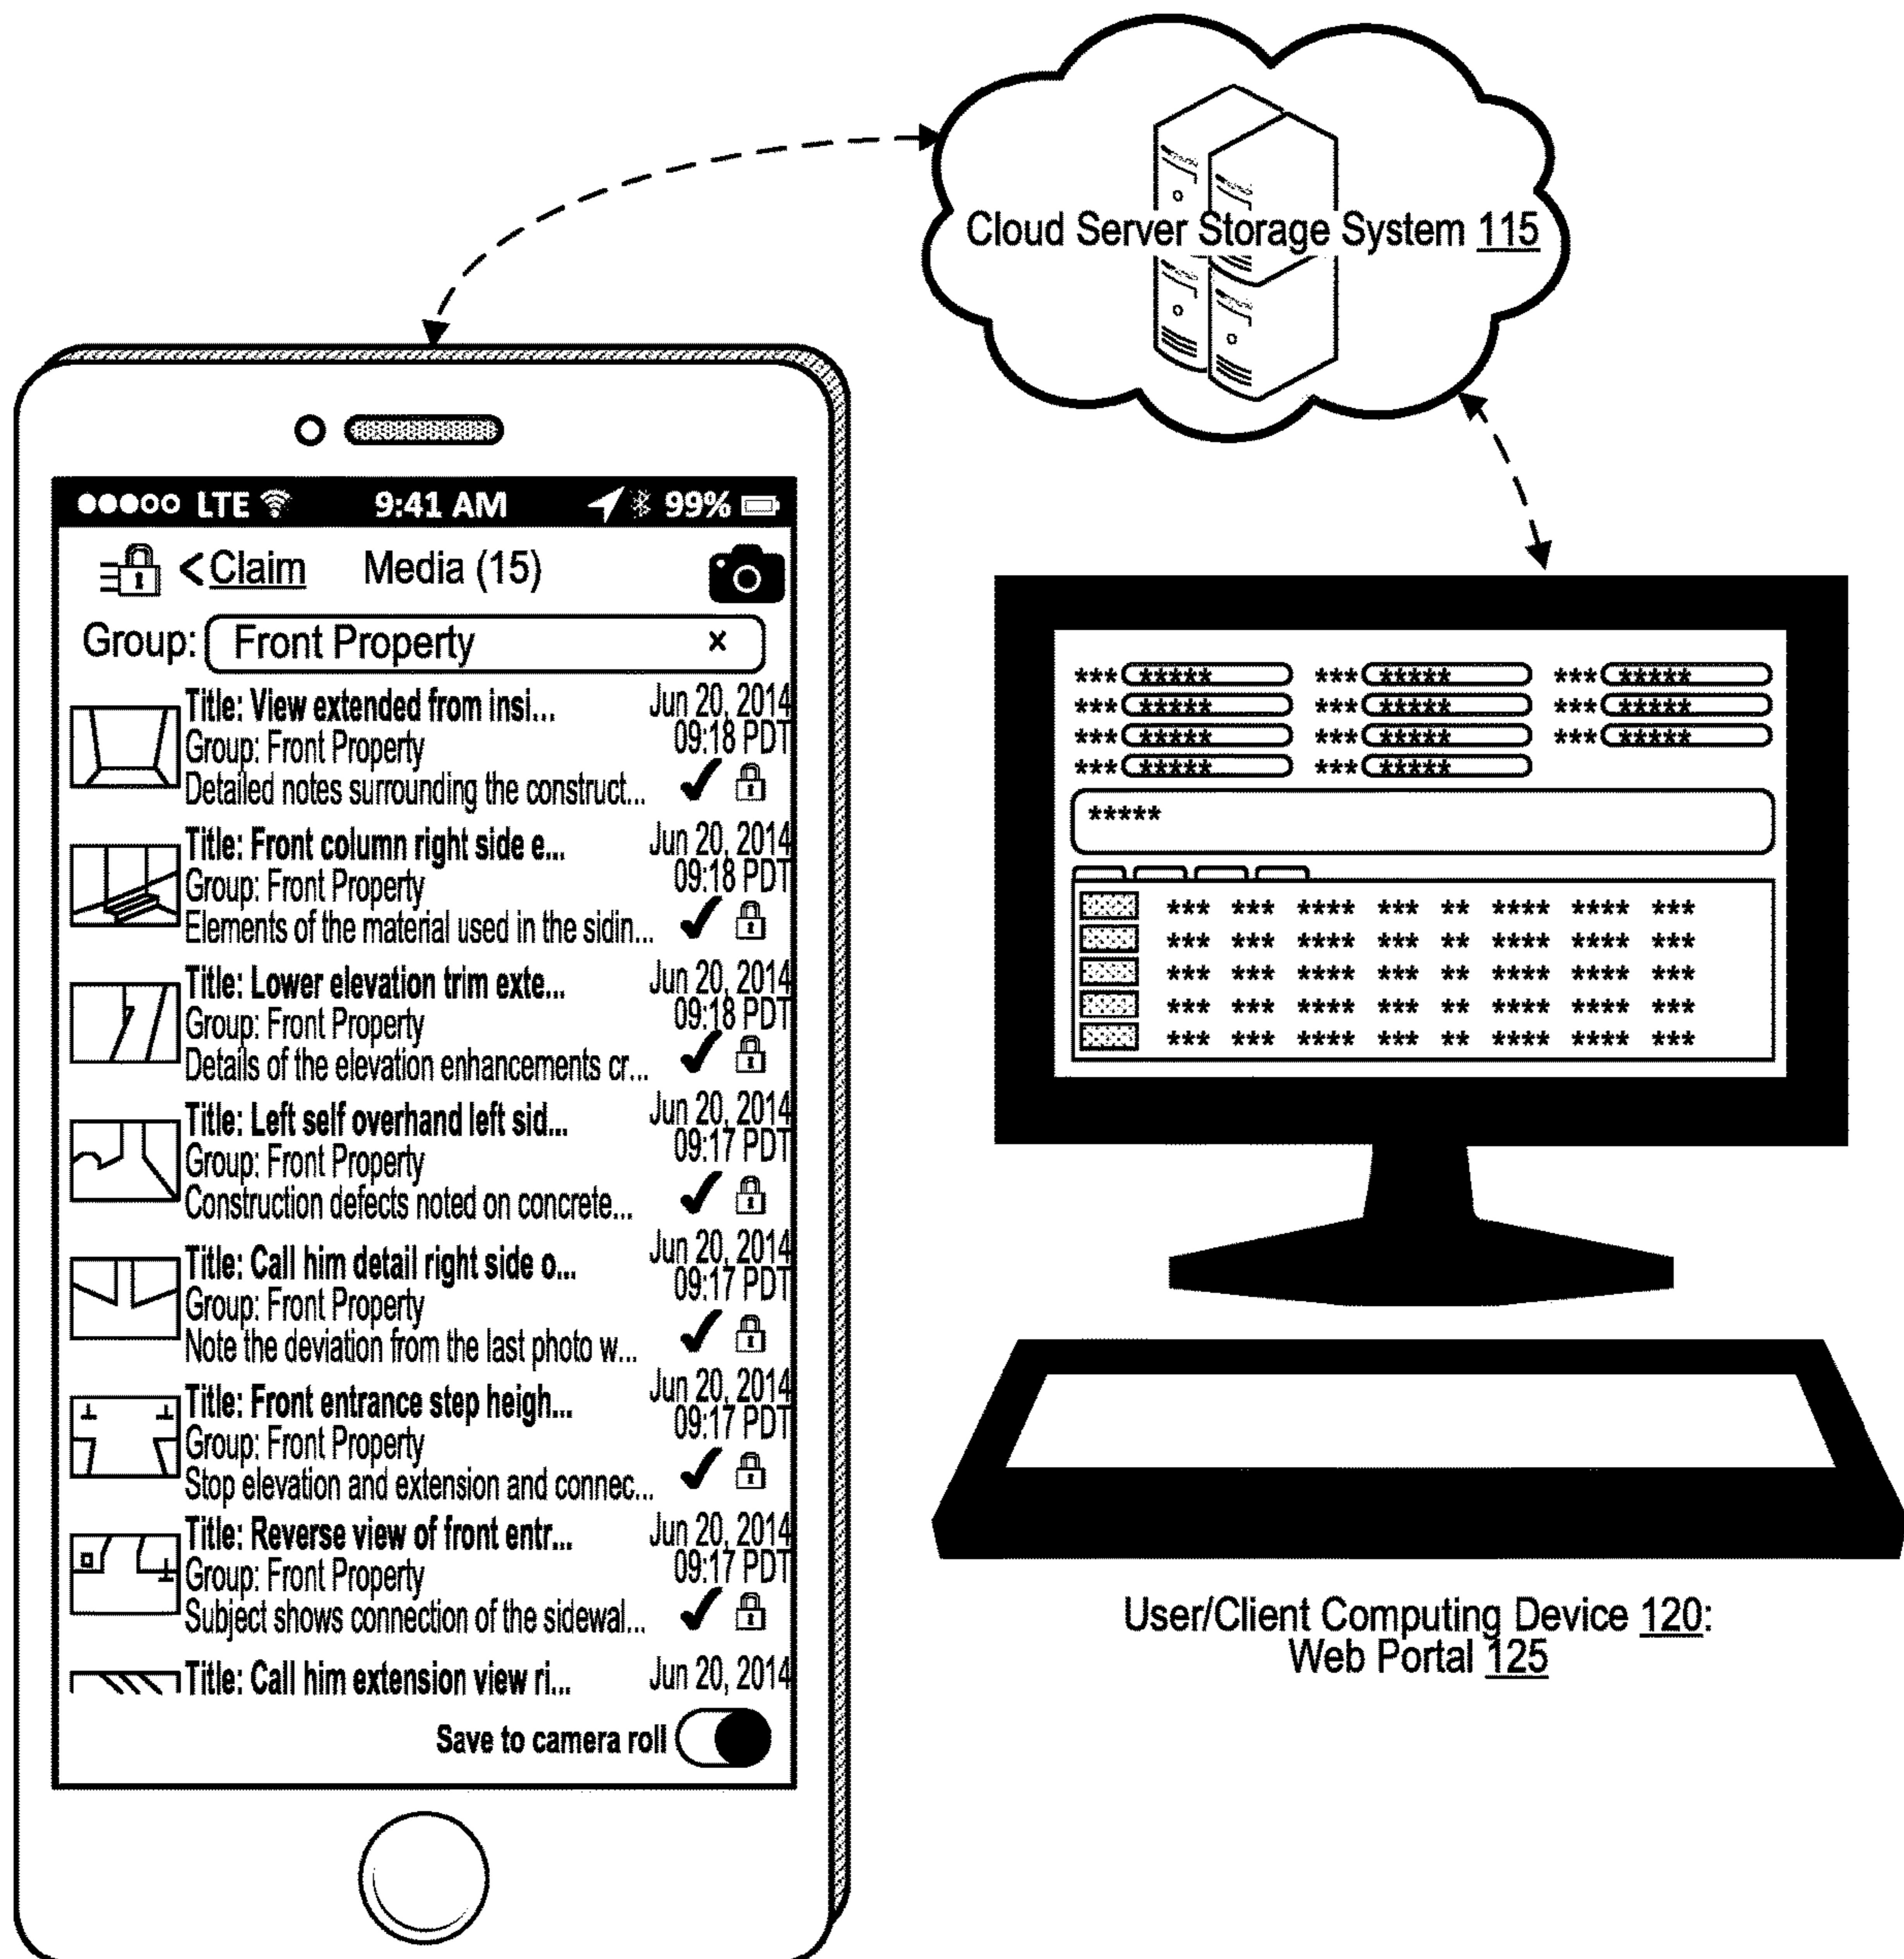 Cloud Server Storage System 115
LTE 9:41 AM 99%
<Claim Media (15)
Group: Front Property x
Title: View extended from insi... Jun 20, 2014
Group: Front Property 09:18 PDT
Detailed notes surrounding the construct...
Title: Front column right side e... Jun 20, 2014
Group: Front Property 09:18 PDT
Elements of the material used in the sidin...
Title: Lower elevation trim exte... Jun 20, 2014
Group: Front Property 09:18 PDT
Details of the elevation enhancements cr...
Title: Left self overhand left sid... Jun 20, 2014
Group: Front Property 09:17 PDT
Construction defects noted on concrete...
Title: Call him detail right side o... Jun 20, 2014
Group: Front Property 09:17 PDT
Note the deviation from the last photo w...
Title: Front entrance step heigh... Jun 20, 2014
Group: Front Property 09:17 PDT
Stop elevation and extension and connec...
Title: Reverse view of front entr... Jun 20, 2014
Group: Front Property 09:17 PDT
Subject shows connection of the sidewal...
Title: Call him extension view ri... Jun 20, 2014
Save to camera roll
*** ***** *** ***** *** *****
*** ***** *** ***** *** *****
*** ***** *** ***** *** *****
*** ***** *** *****
*****
*** *** **** *** ** **** **** ***
*** *** **** *** ** **** **** ***
*** *** **** *** ** **** **** ***
*** *** **** *** ** **** **** ***
*** *** **** *** ** **** **** ***
User/Client Computing Device 120:
Web Portal 125